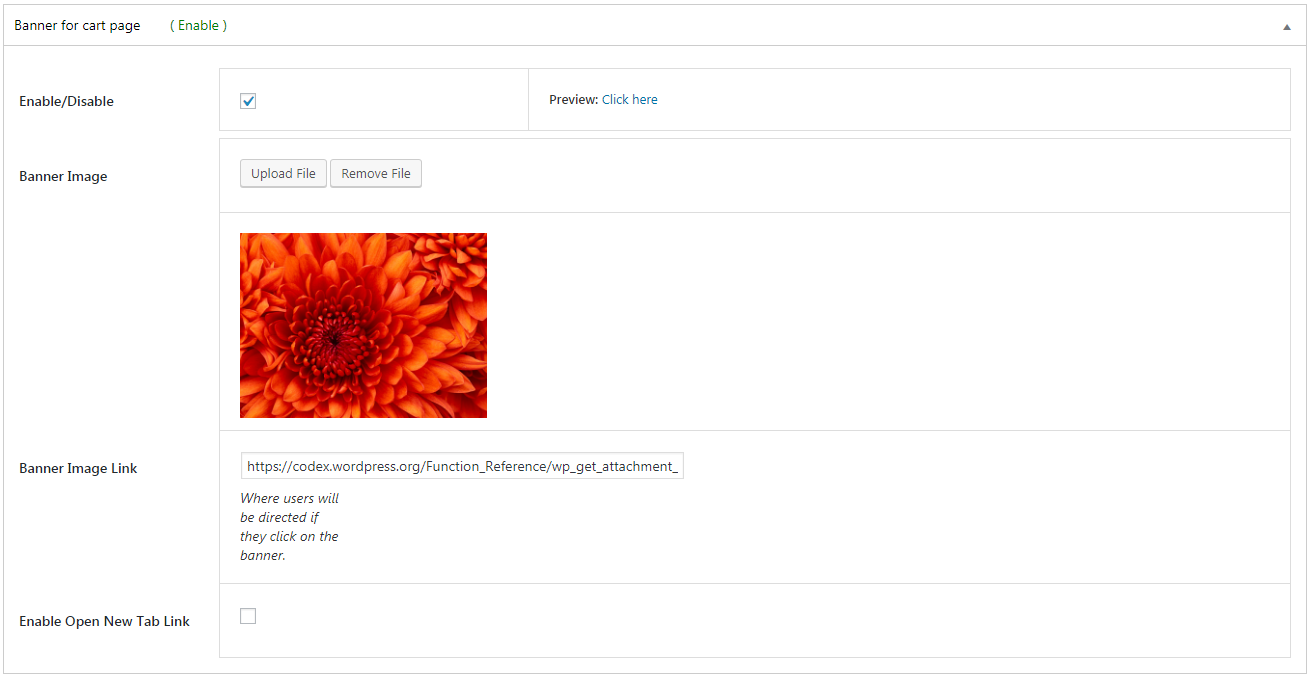 Banner for cart page ( Enable )
Enable/Disable Preview: Click here
Banner Image Upload File Remove File
Banner Image Link https://codex.wordpress.org/Function_Reference/wp_get_attachment_
Where users will
be directed if
they click on the
banner.
Enable Open New Tab Link